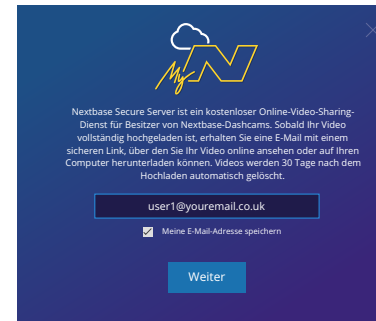 My N
Nextbase Secure Server ist ein kostenloser Online-Video-Sharing-
Dienst für Besitzer von Nextbase-Dashcams. Sobald Ihr Video
vollständig hochgeladen ist, erhalten Sie eine E-Mail mit einem
sicheren Link, über den Sie Ihr Video online ansehen oder auf Ihren
Computer herunterladen können. Videos werden 30 Tage nach dem
Hochladen automatisch gelöscht.
user1@youremail.co.uk
Meine E-Mail-Adresse speichern
Weiter